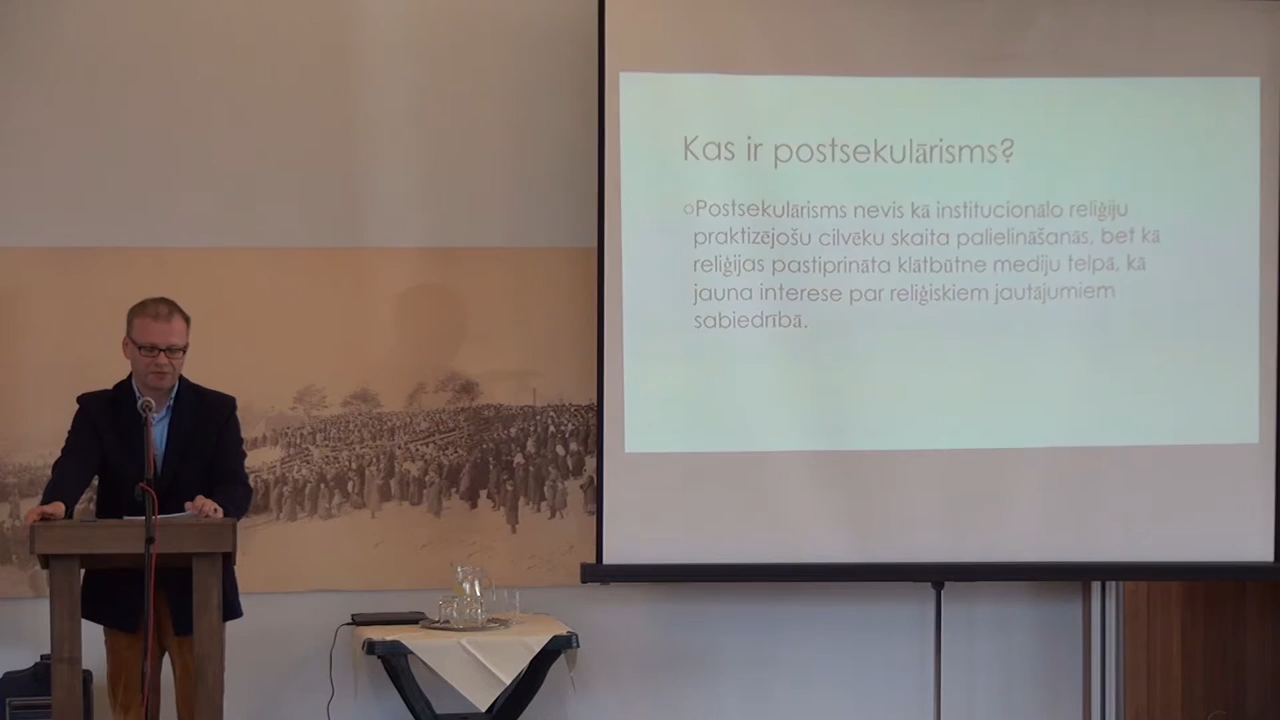 Kas ir postsekulārisms?
○Postsekulārisms nevis kā institucionālo reliģiju
praktizējošu cilvēku skaita palielināšanās, bet kā
reliģijas pastiprināta klātbūtne mediju telpā, kā
jauna interese par reliģiskiem jautājumiem
sabiedrībā.